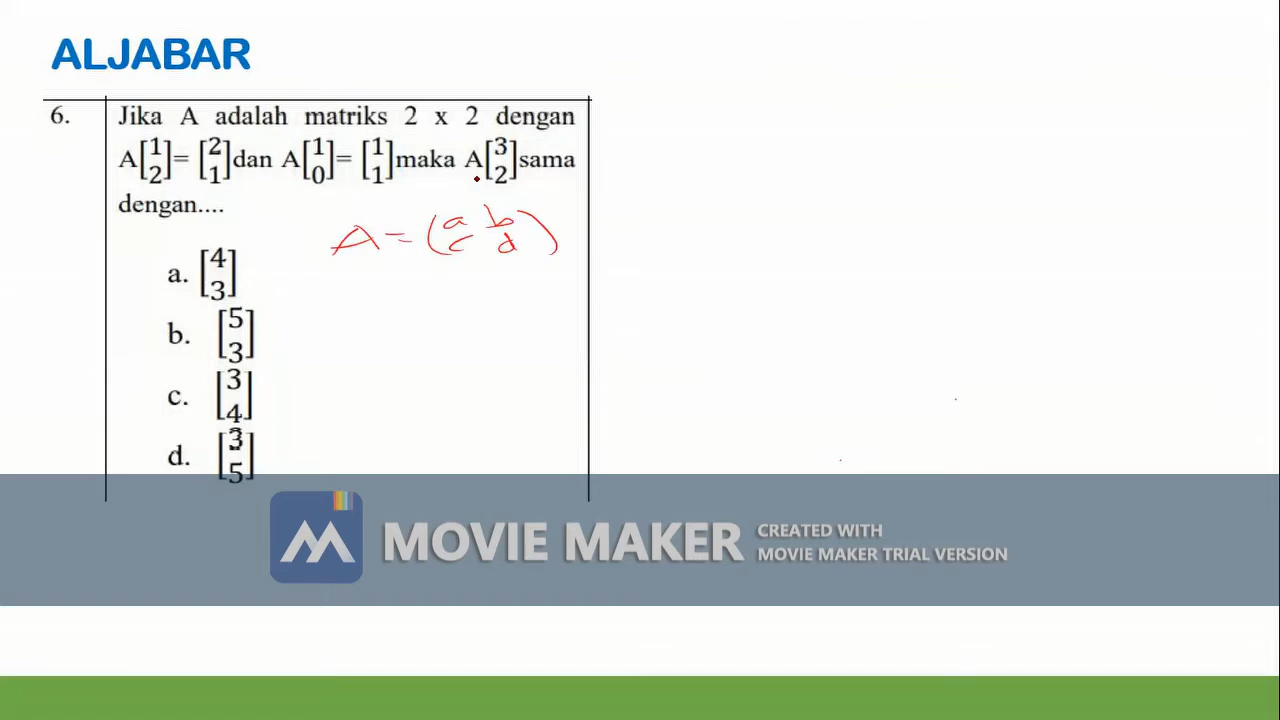 ALJABAR
6. Jika A adalah matriks 2 x 2 dengan
A[1 2] = [2 1] dan A[1 0] = [1 1] maka A[3 2] sama
dengan....
A = (a b
c d)
a. [4 3]
b. [5 3]
c. [3 4]
d. [3 5]
MOVIE MAKER
CREATED WITH
MOVIE MAKER TRIAL VERSION